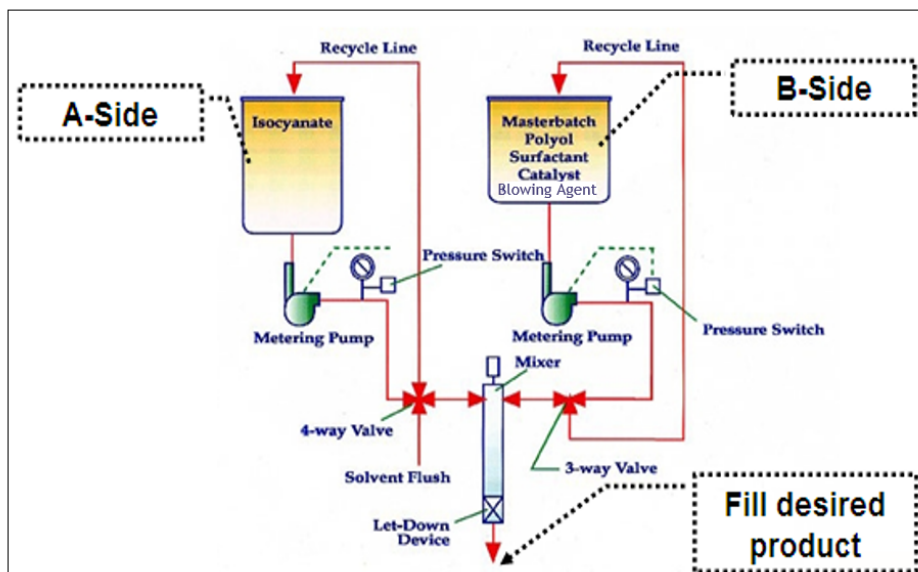 Recycle Line
Recycle Line
A-Side
B-Side
Isocyanate
Masterbatch
Polyol
Surfactant
Catalyst
Blowing Agent
Pressure Switch
Metering Pump
Pressure Switch
Metering Pump
Mixer
4-way Valve
3-way Valve
Solvent Flush
Let-Down
Device
Fill desired
product